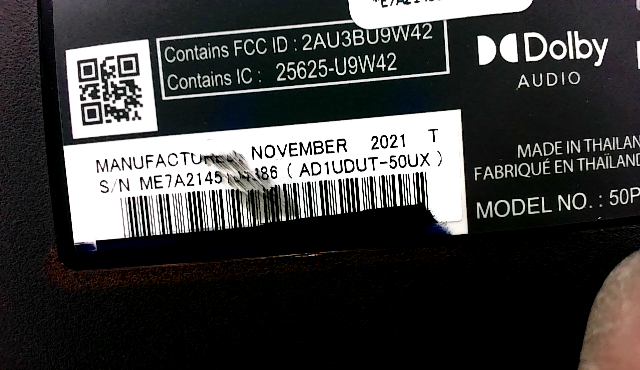 Contains FCC ID : 2AU3BU9W42
Contains IC : 25625-U9W42
Dolby
AUDIO
MANUFACTURED NOVEMBER 2021 T
S/N ( AD1UDUT-50UX )
MADE IN THAILAN
FABRIQUÉ EN THAÏLAND
MODEL NO. : 50P